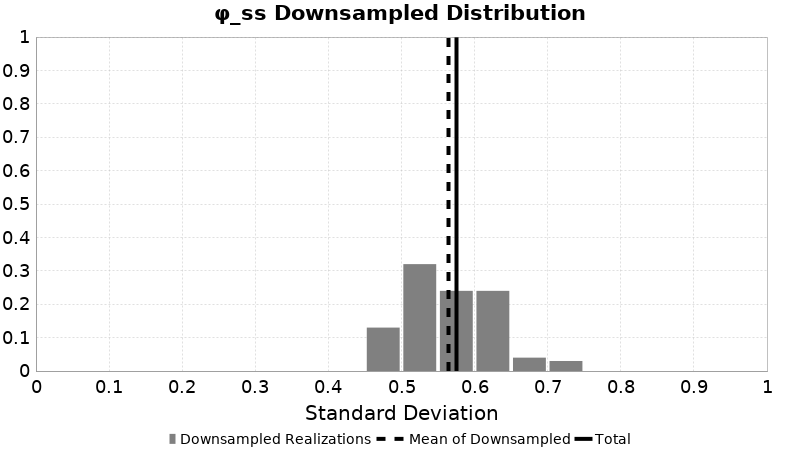 φ_ss Downsampled Distribution
1
0.9
0.8
0.7
0.6
0.5
0.4
0.3
0.2
0.1
0
0 0.1 0.2 0.3 0.4 0.5 0.6 0.7 0.8 0.9 1
Standard Deviation
Downsampled Realizations Mean of Downsampled Total